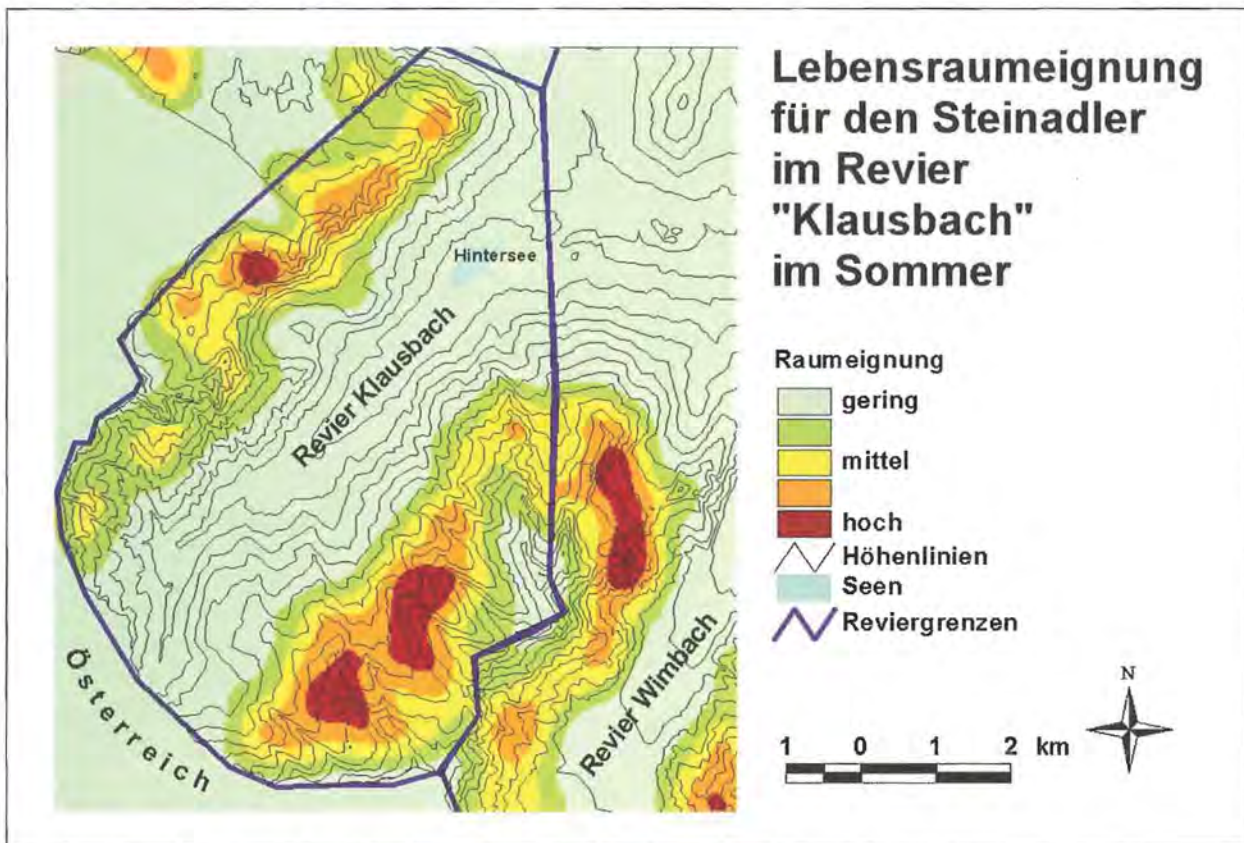 Lebensraumeignung
für den Steinadler
im Revier
"Klausbach"
im Sommer
Hintersee
Revier Klausbach
Revier Wimbach
Österreich
Raumeignung
gering
mittel
hoch
Höhenlinien
Seen
Reviergrenzen
N
1 0 1 2 km